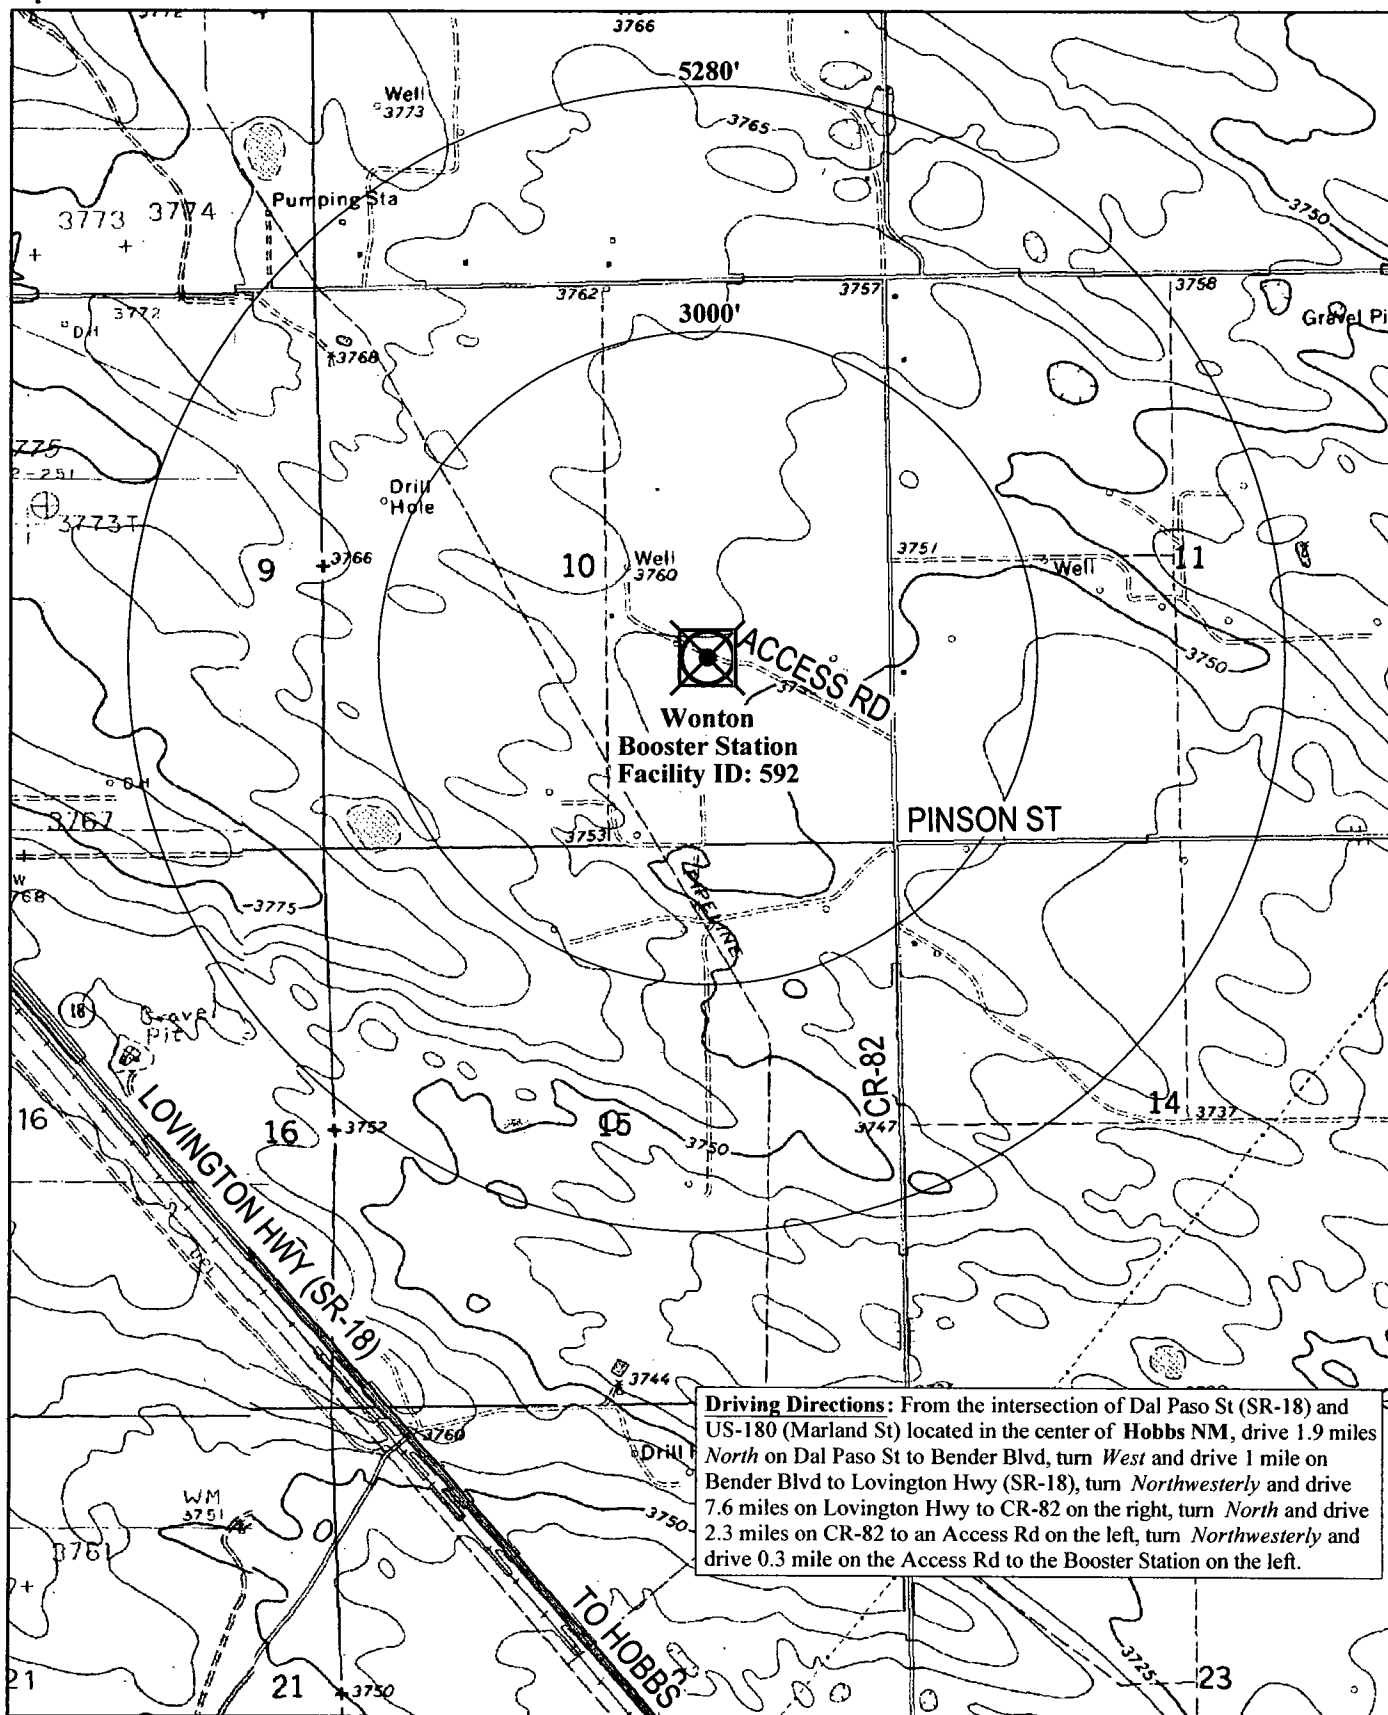 3772
3766
5280'
Well
3773
3765
Pumping Sta
3773
3774
3750
3762
3757
3758
3772
3000'
Gravel Pi
DH
3768
775
2-251
Drill
Hole
3773T
3766
9
10
Well
3760
3751
Well
11
ACCESS RD
3750
Wonton
Booster Station
Facility ID: 592
DH
3767
3753
PINSON ST
W
768
3775
PIPELINE
18
Gravel
Pit
CR-82
16
LOVINGTON HWY (SR-18)
16
3752
15
3750
3747
14
3737
3744
3760
Drill
WM
3751
3750
3761
Driving Directions: From the intersection of Dal Paso St (SR-18) and
US-180 (Marland St) located in the center of Hobbs NM, drive 1.9 miles
North on Dal Paso St to Bender Blvd, turn West and drive 1 mile on
Bender Blvd to Lovington Hwy (SR-18), turn Northwesterly and drive
7.6 miles on Lovington Hwy to CR-82 on the right, turn North and drive
2.3 miles on CR-82 to an Access Rd on the left, turn Northwesterly and
drive 0.3 mile on the Access Rd to the Booster Station on the left.
TO HOBBS
3725
21
21
3750
23